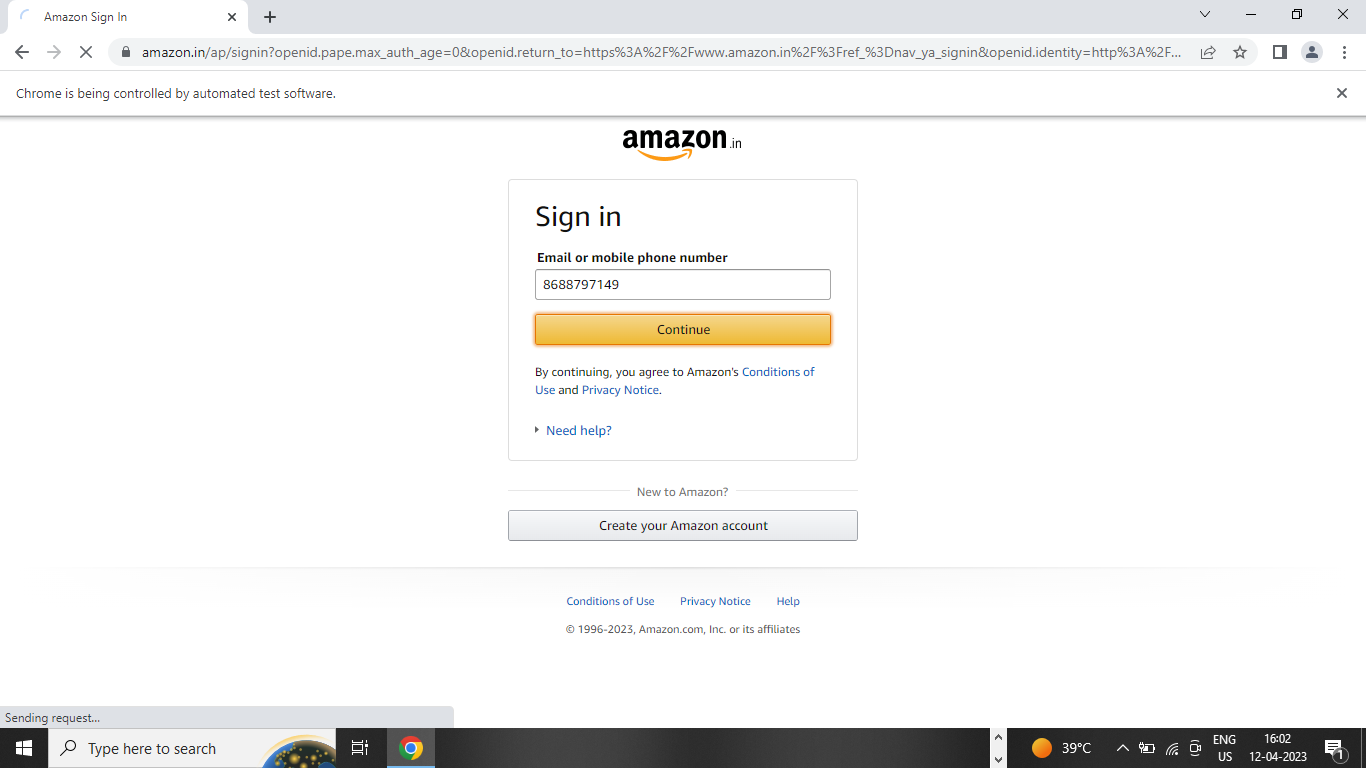 Amazon Sign In
amazon.in/ap/signin?openid.pape.max_auth_age=0&openid.return_to=https%3A%2F%2Fwww.amazon.in%2F%3Fref_%3Dnav_ya_signin&openid.identity=http%3A%2F...
Chrome is being controlled by automated test software.
amazon.in
Sign in
Email or mobile phone number
8688797149
Continue
By continuing, you agree to Amazon's Conditions of
Use and Privacy Notice.
Need help?
New to Amazon?
Create your Amazon account
Conditions of Use Privacy Notice Help
© 1996-2023, Amazon.com, Inc. or its affiliates
Sending request...
Type here to search
39°C
ENG
US
16:02
12-04-2023
1